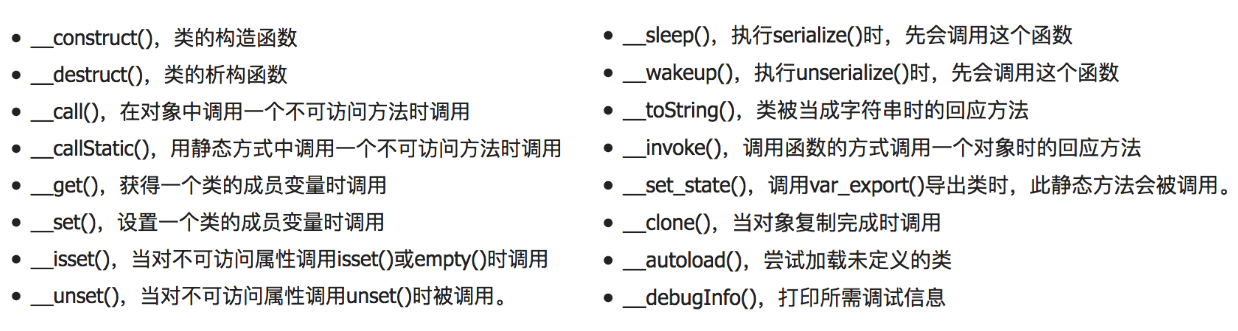 • __construct()，类的构造函数
• __destruct()，类的析构函数
• __call()，在对象中调用一个不可访问方法时调用
• __callStatic()，用静态方式中调用一个不可访问方法时调用
• __get()，获得一个类的成员变量时调用
• __set()，设置一个类的成员变量时调用
• __isset()，当对不可访问属性调用isset()或empty()时调用
• __unset()，当对不可访问属性调用unset()时被调用。
• __sleep()，执行serialize()时，先会调用这个函数
• __wakeup()，执行unserialize()时，先会调用这个函数
• __toString()，类被当成字符串时的回应方法
• __invoke()，调用函数的方式调用一个对象时的回应方法
• __set_state()，调用var_export()导出类时，此静态方法会被调用。
• __clone()，当对象复制完成时调用
• __autoload()，尝试加载未定义的类
• __debugInfo()，打印所需调试信息